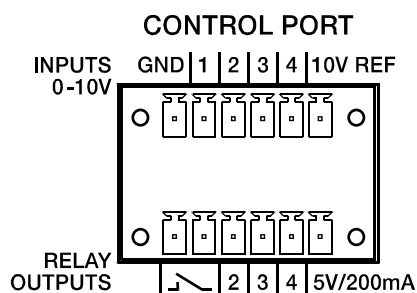 CONTROL PORT
INPUTS GND 1 2 3 4 10V REF
0-10V
RELAY
OUTPUTS 2 3 4 5V/200mA